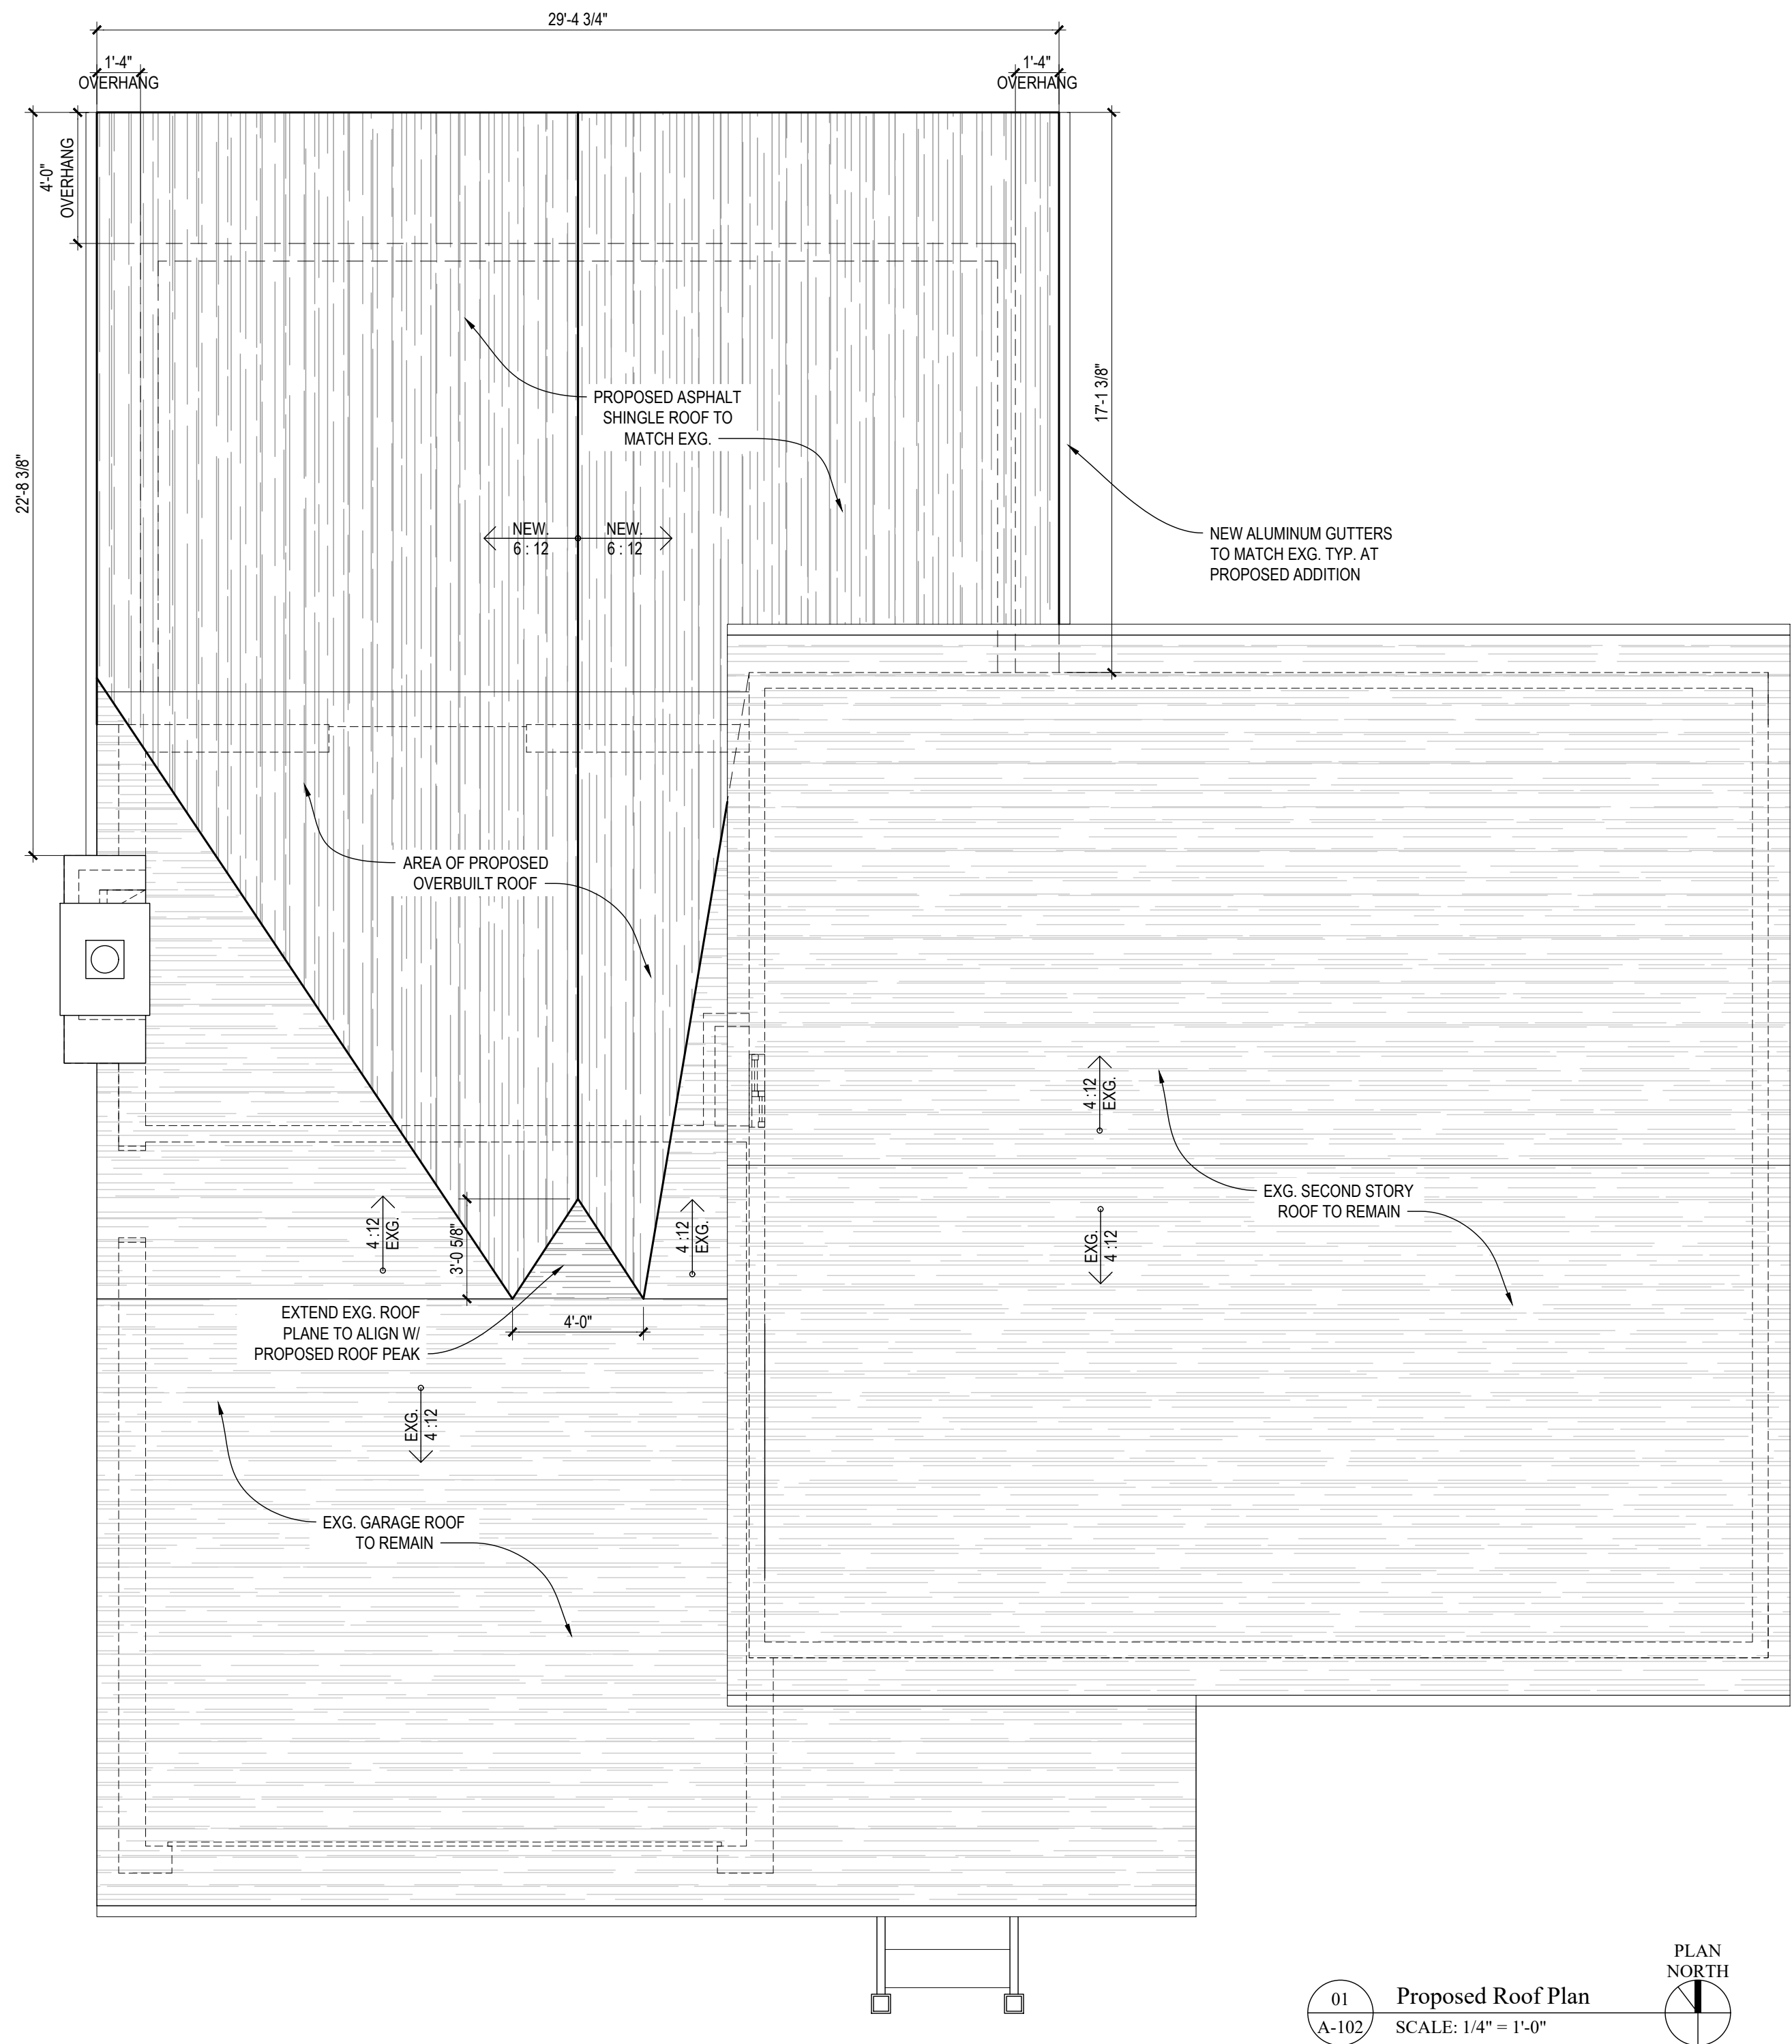 29'-4 3/4"
1'-4"
OVERHANG
1'-4"
OVERHANG
4'-0"
OVERHANG
22'-8 3/8"
17'-1 3/8"
PROPOSED ASPHALT
SHINGLE ROOF TO
MATCH EXG.
NEW.
6 : 12
NEW.
6 : 12
NEW ALUMINUM GUTTERS
TO MATCH EXG. TYP. AT
PROPOSED ADDITION
AREA OF PROPOSED
OVERBUILT ROOF
4 :12
EXG.
EXG. SECOND STORY
ROOF TO REMAIN
EXG.
4 :12
4 :12
EXG.
3'-0 5/8"
4 :12
EXG.
EXTEND EXG. ROOF
PLANE TO ALIGN W/
PROPOSED ROOF PEAK
4'-0"
EXG.
4 :12
EXG. GARAGE ROOF
TO REMAIN
01
A-102
Proposed Roof Plan
SCALE: 1/4" = 1'-0"
PLAN
NORTH